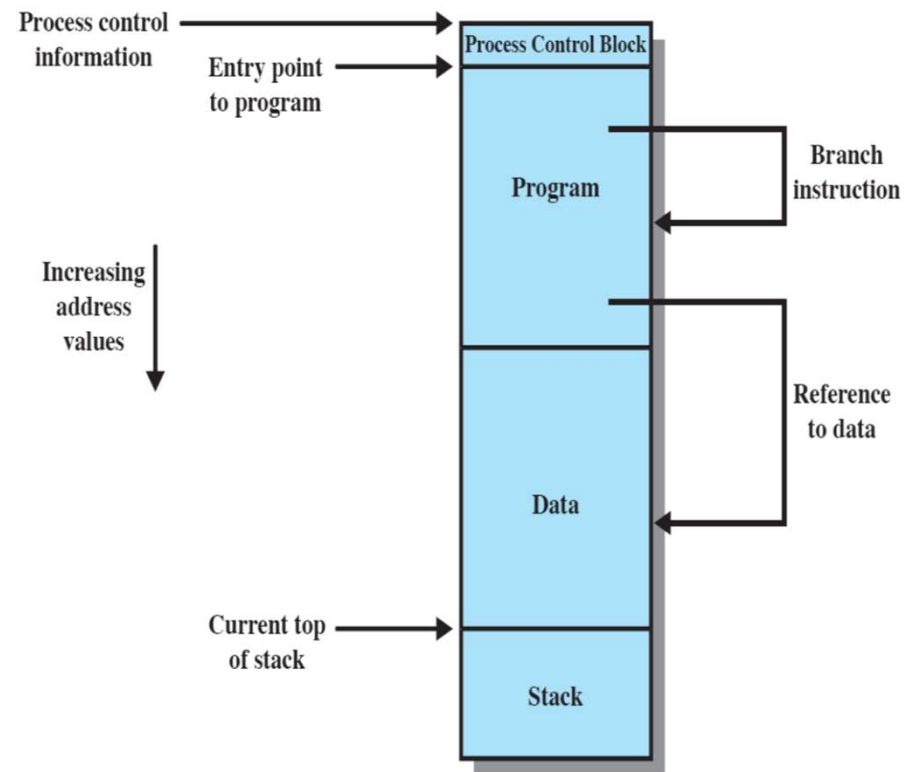 Process control
information
Process Control Block
Entry point
to program
Branch
instruction
Program
Increasing
address
values
Reference
to data
Data
Current top
of stack
Stack